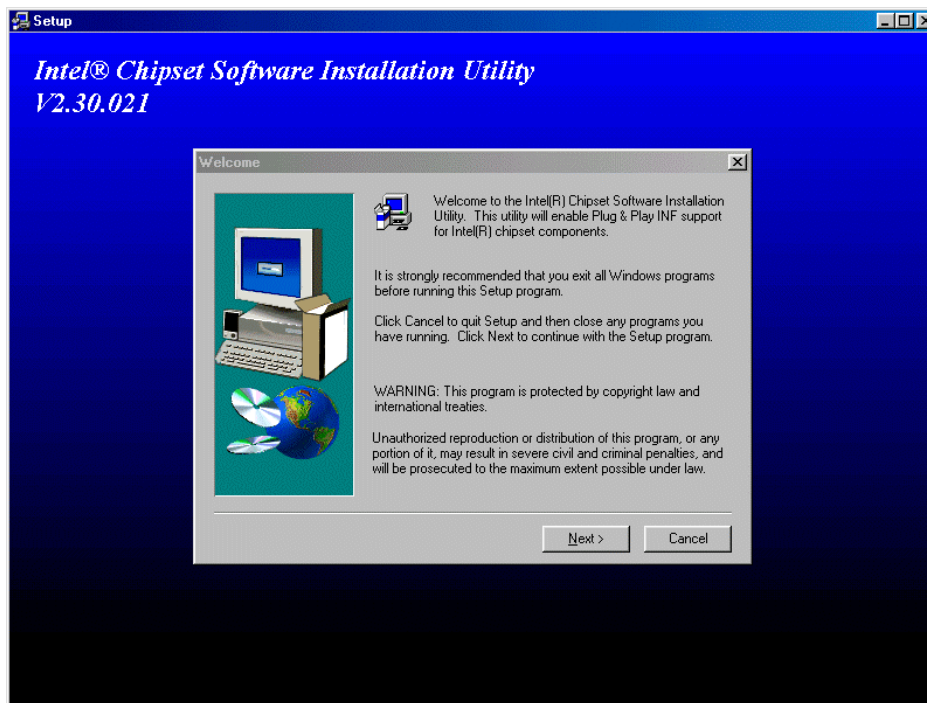 Setup
Intel® Chipset Software Installation Utility
V2.30.021
Welcome
Welcome to the Intel(R) Chipset Software Installation
Utility.  This utility will enable Plug & Play INF support
for Intel(R) chipset components.
It is strongly recommended that you exit all Windows programs
before running this Setup program.
Click Cancel to quit Setup and then close any programs you
have running.  Click Next to continue with the Setup program.
WARNING: This program is protected by copyright law and
international treaties.
Unauthorized reproduction or distribution of this program, or any
portion of it, may result in severe civil and criminal penalties, and
will be prosecuted to the maximum extent possible under law.
Next >
Cancel